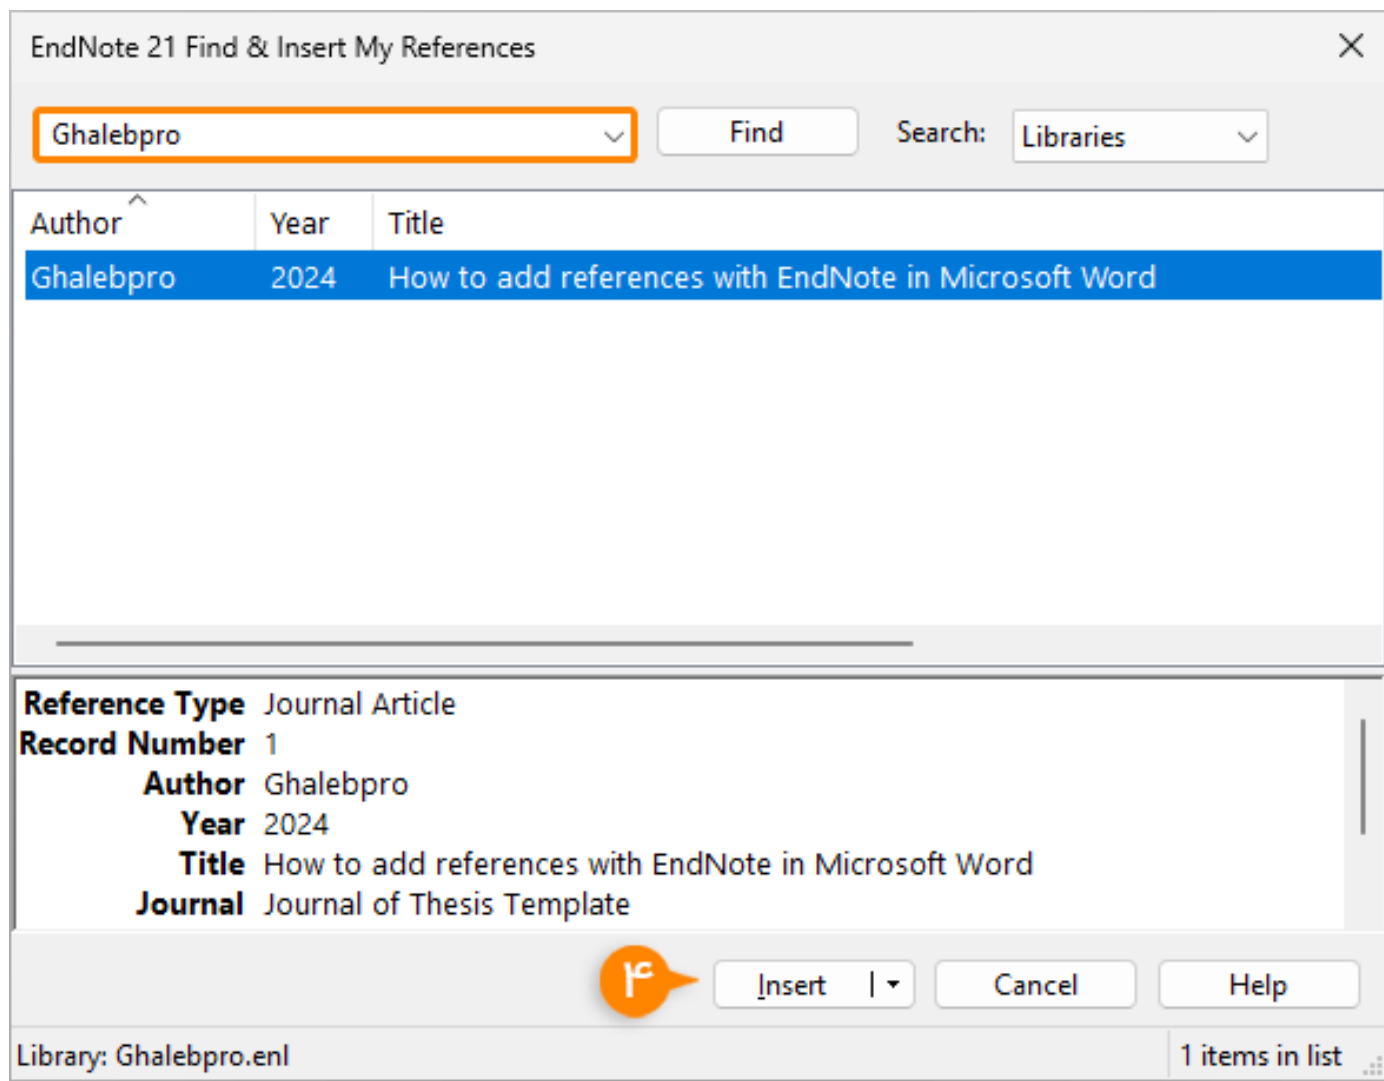 EndNote 21 Find & Insert My References
Ghalebpro Find Search: Libraries
Author Year Title
Ghalebpro 2024 How to add references with EndNote in Microsoft Word
Reference Type Journal Article
Record Number 1
Author Ghalebpro
Year 2024
Title How to add references with EndNote in Microsoft Word
Journal Journal of Thesis Template
۴ Insert Cancel Help
Library: Ghalebpro.enl 1 items in list